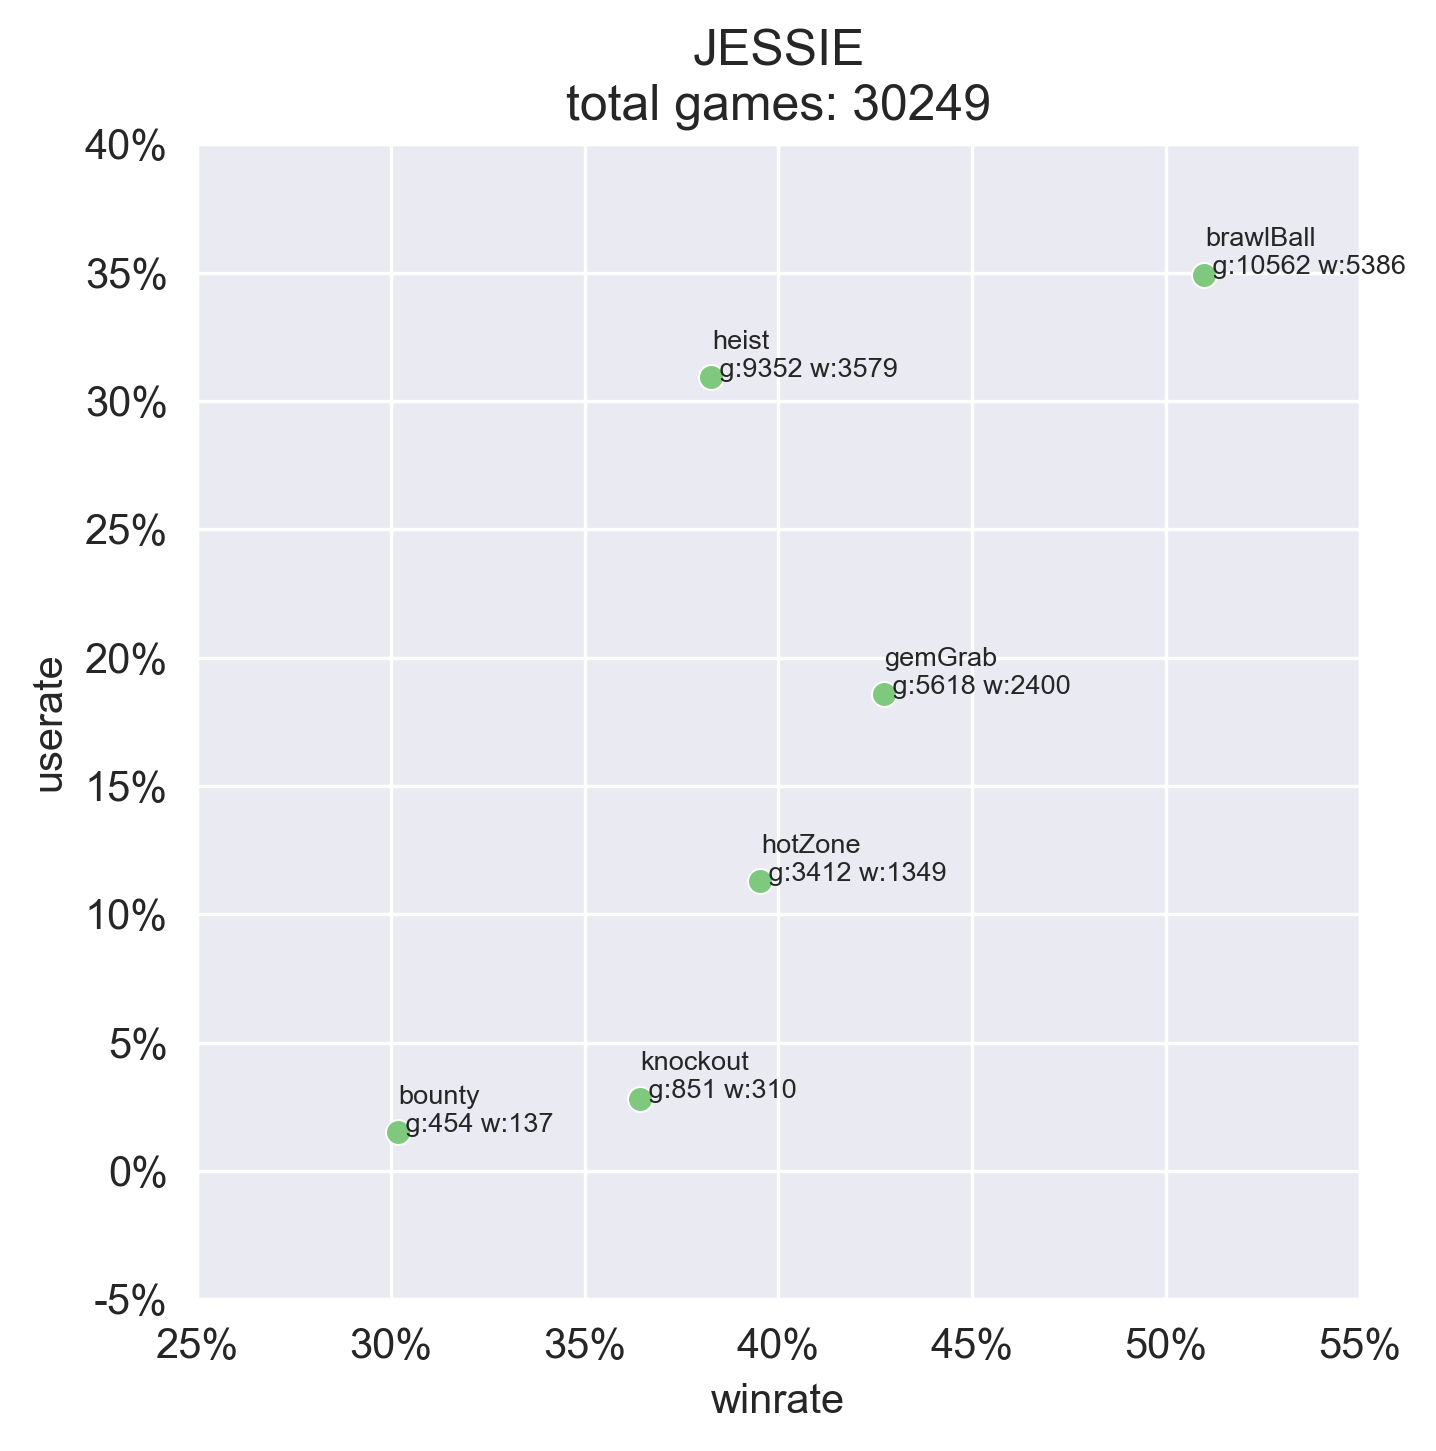 JESSIE
total games: 30249
40%
35%
30%
25%
20%
15%
10%
5%
0%
-5%
userate
brawlBall
g:10562 w:5386
heist
g:9352 w:3579
gemGrab
g:5618 w:2400
hotZone
g:3412 w:1349
knockout
g:851 w:310
bounty
g:454 w:137
25% 30% 35% 40% 45% 50% 55%
winrate